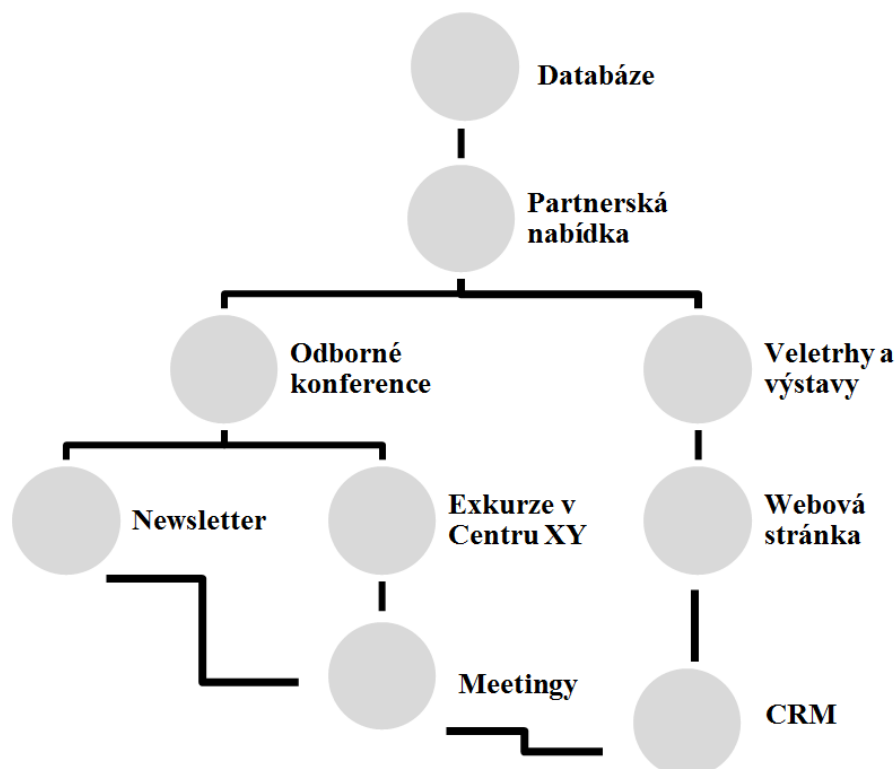 Databáze
Partnerská
nabídka
Odborné
konference
Veletrhy a
výstavy
Newsletter
Exkurze v
Centru XY
Webová
stránka
Meetingy
CRM